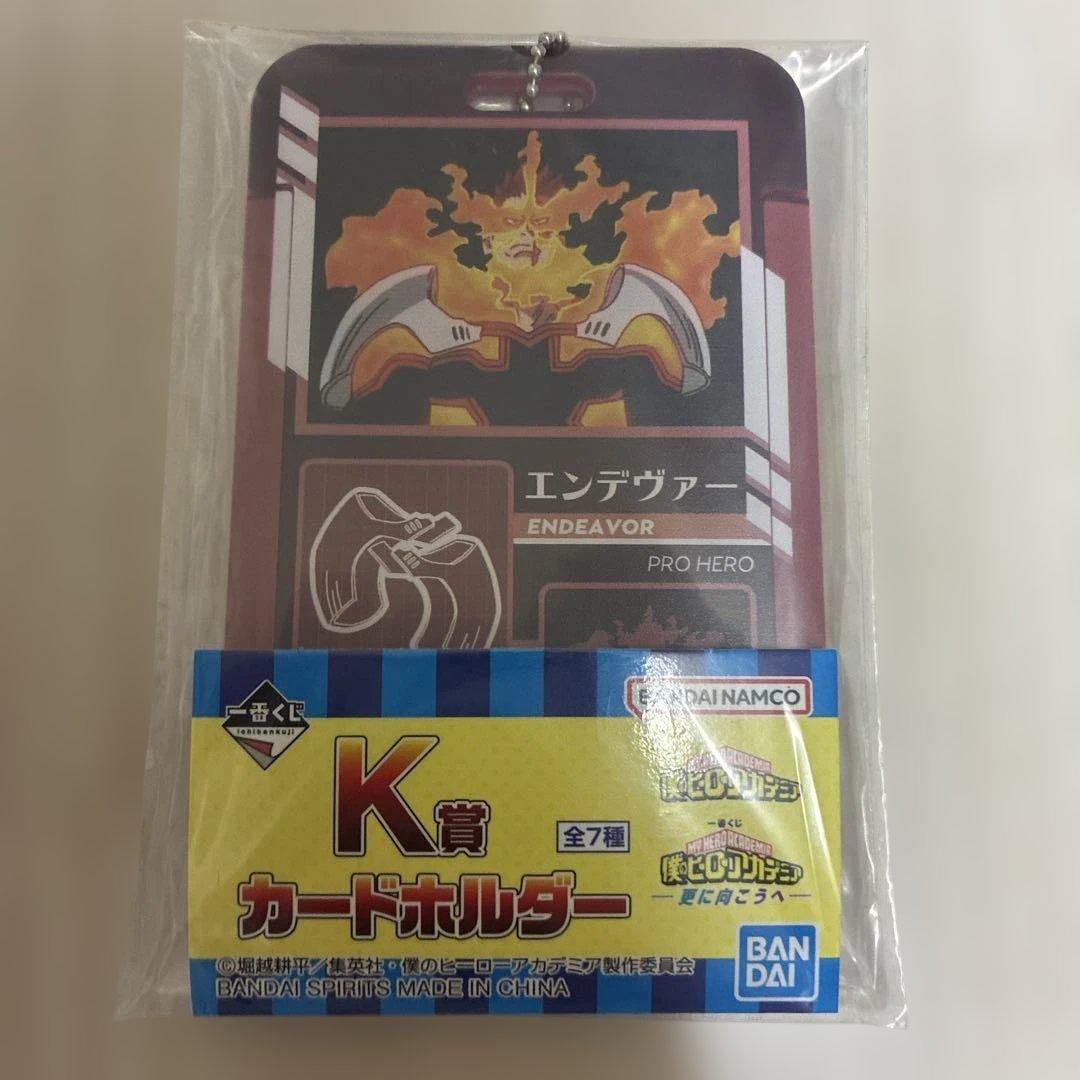 エンデヴァー
ENDEAVOR
PRO HERO
一番くじ
ichibankuji
BANDAI NAMCO
K賞
全7種
カードホルダー
MY HERO ACADEMIA
僕のヒーローアカデミア
一番くじ
MY HERO ACADEMIA
僕のヒーローアカデミア
更に向こうへ
©堀越耕平/集英社・僕のヒーローアカデミア製作委員会
BANDAI SPIRITS MADE IN CHINA
BAN
DAI